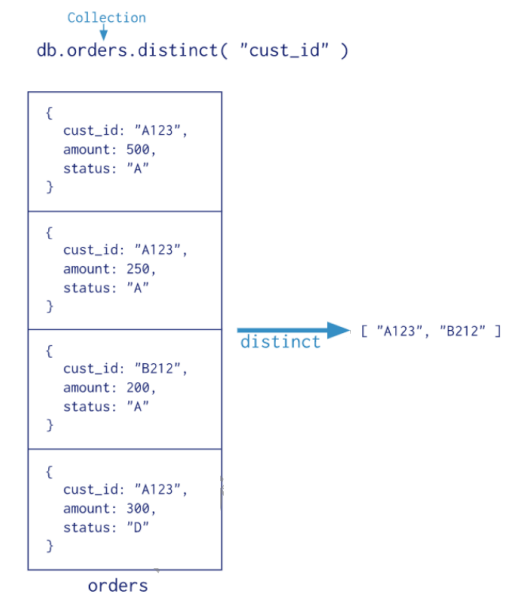 Collection
db.orders.distinct( "cust_id" )
{
cust_id: "A123",
amount: 500,
status: "A"
}
{
cust_id: "A123",
amount: 250,
status: "A"
}
{
cust_id: "B212",
amount: 200,
status: "A"
}
{
cust_id: "A123",
amount: 300,
status: "D"
}
orders
distinct
[ "A123", "B212" ]